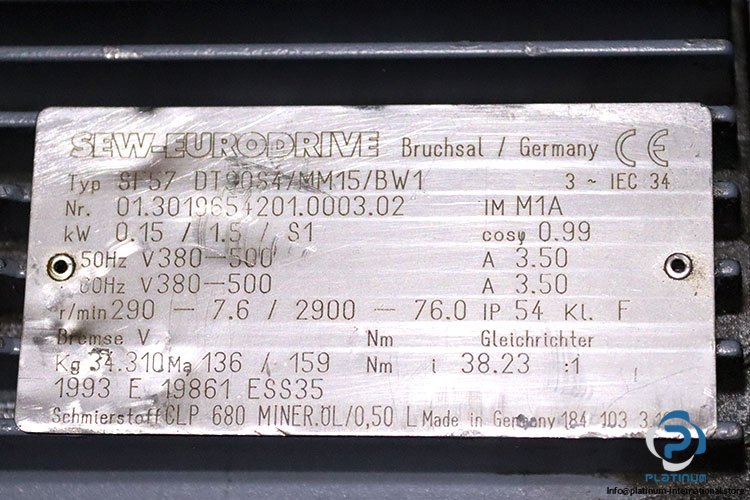 SEW-EURODRIVE Bruchsal / Germany CE
Typ SF57 DT90S4/MM15/BW1 3 ~ IEC 34
Nr. 01.3019654201.0003.02 IM M1A
kW 0.15 / 1.5 / S1 cosφ 0.99
50Hz V 380-500 A 3.50
60Hz V 380-500 A 3.50
r/min 290 - 7.6 / 2900 - 76.0 IP 54 Kl. F
Bremse V Nm Gleichrichter
Kg 34.310 Ma 136 / 159 Nm i 38.23 :1
1993 E 19861 ESS35
Schmierstoff CLP 680 MINER.ÖL/0,50 L Made in Germany 184 103 3
PLATINUM
info@platinum-international.store